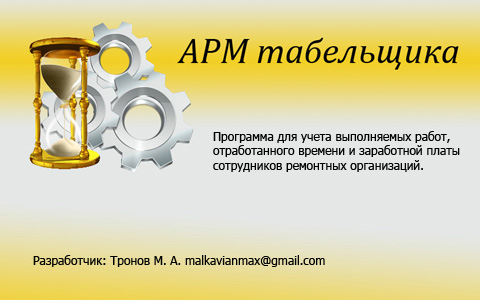 АРМ табельщика
Программа для учета выполняемых работ,
отработанного времени и заработной платы
сотрудников ремонтных организаций.
Разработчик: Тронов М. А. malkavianmax@gmail.com